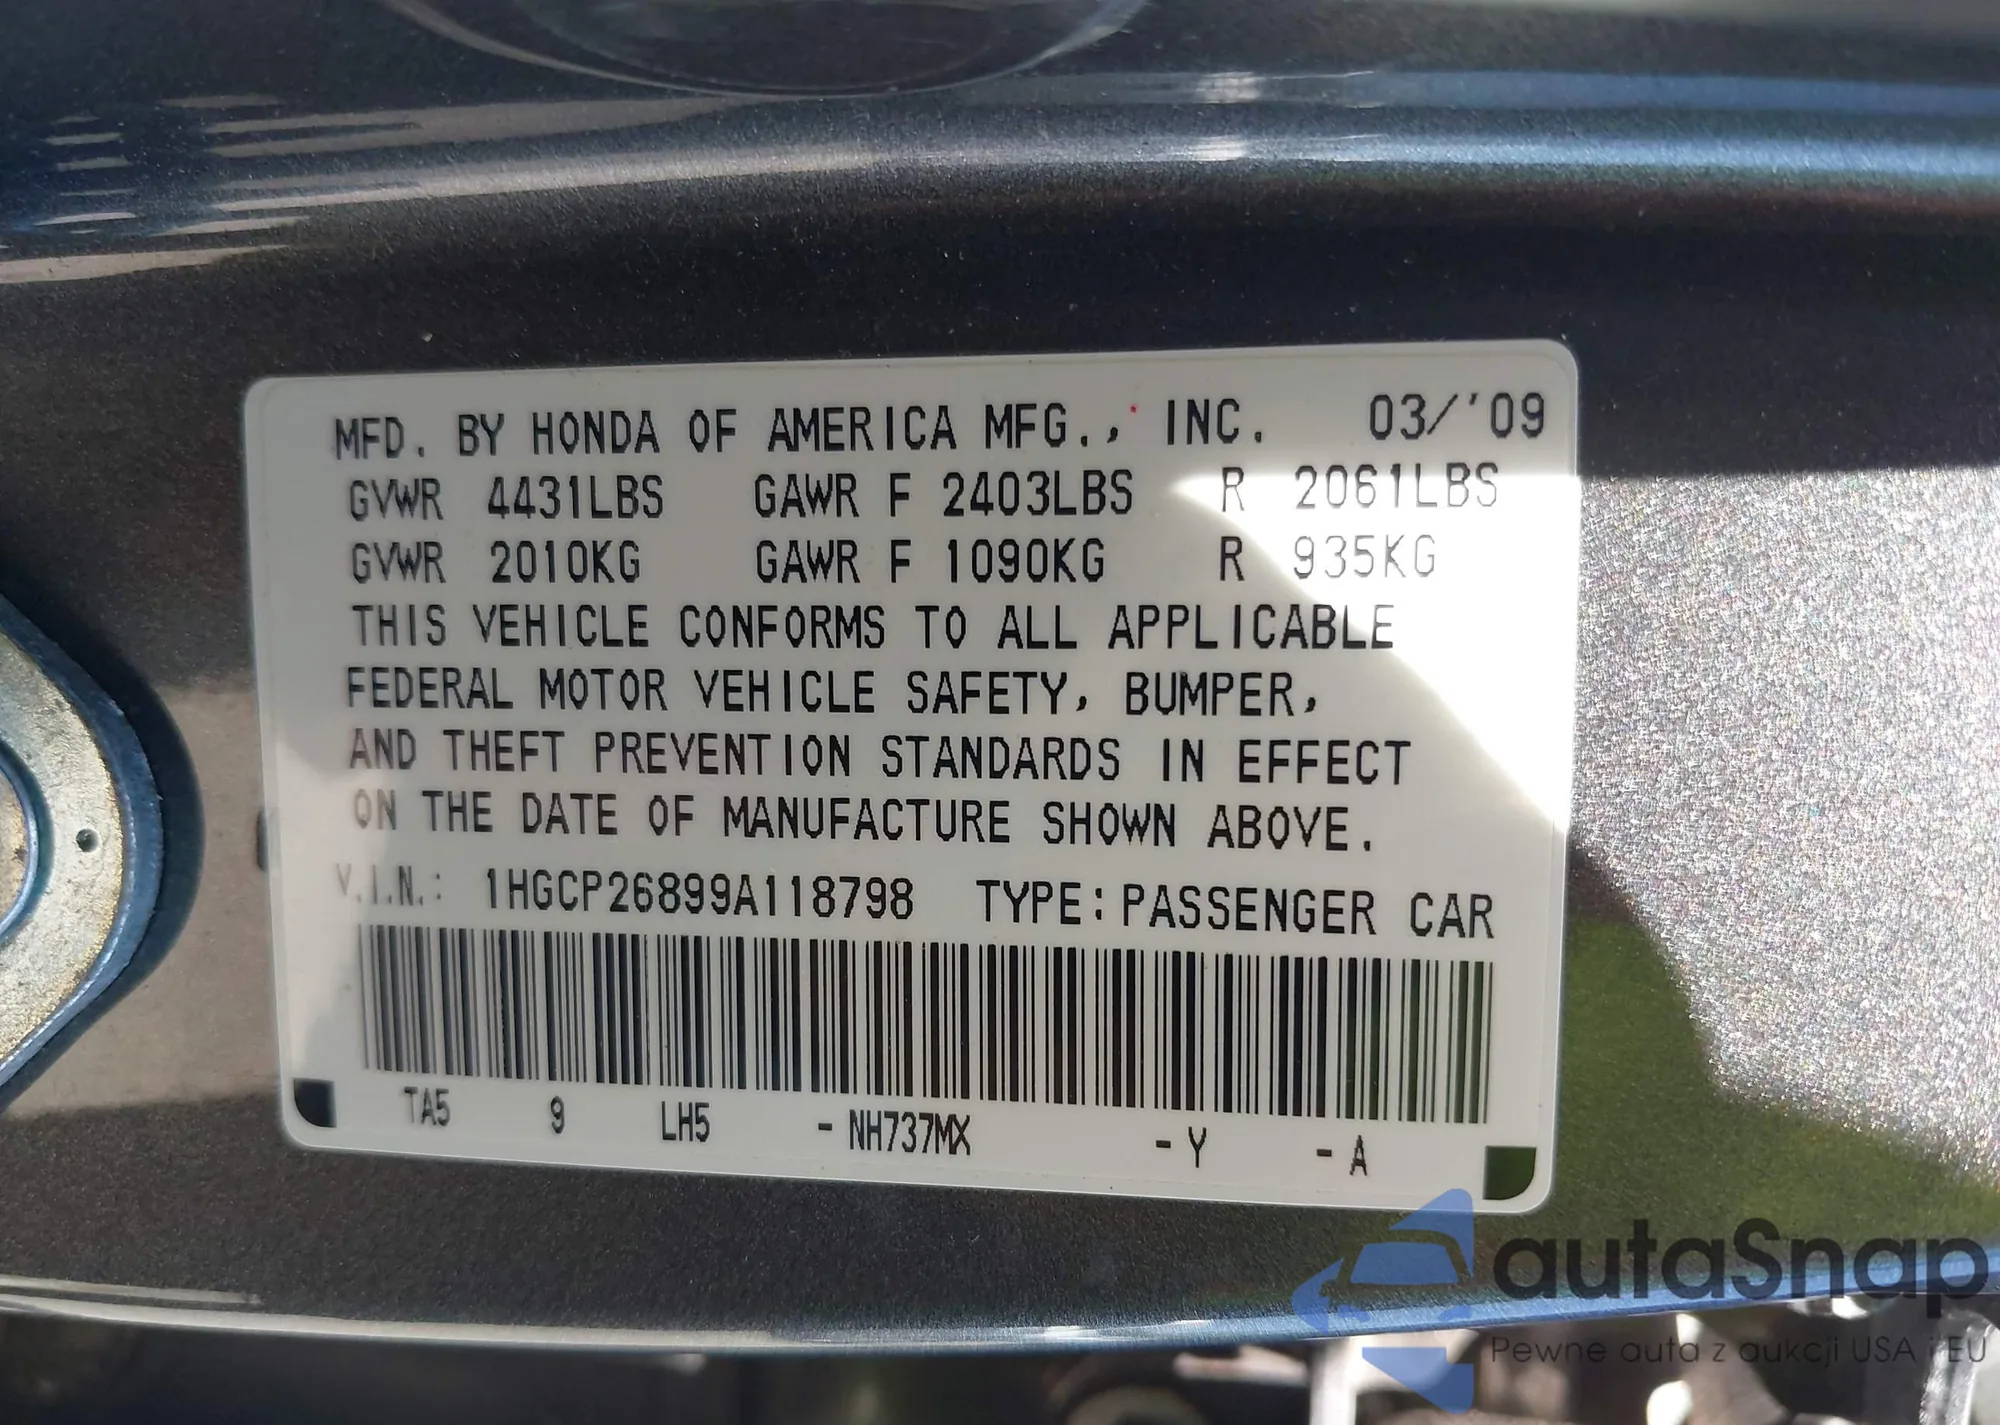 MFD. BY HONDA OF AMERICA MFG., INC. 03/'09
GVWR 4431LBS GAWR F 2403LBS R 2061LBS
GVWR 2010KG GAWR F 1090KG R 935KG
THIS VEHICLE CONFORMS TO ALL APPLICABLE
FEDERAL MOTOR VEHICLE SAFETY, BUMPER,
AND THEFT PREVENTION STANDARDS IN EFFECT
ON THE DATE OF MANUFACTURE SHOWN ABOVE.
V.I.N.: 1HGCP26899A118798 TYPE: PASSENGER CAR
TA5 9 LH5 -NH737MX -Y -A
autaSnap
Pewne auta z aukcji USA i EU